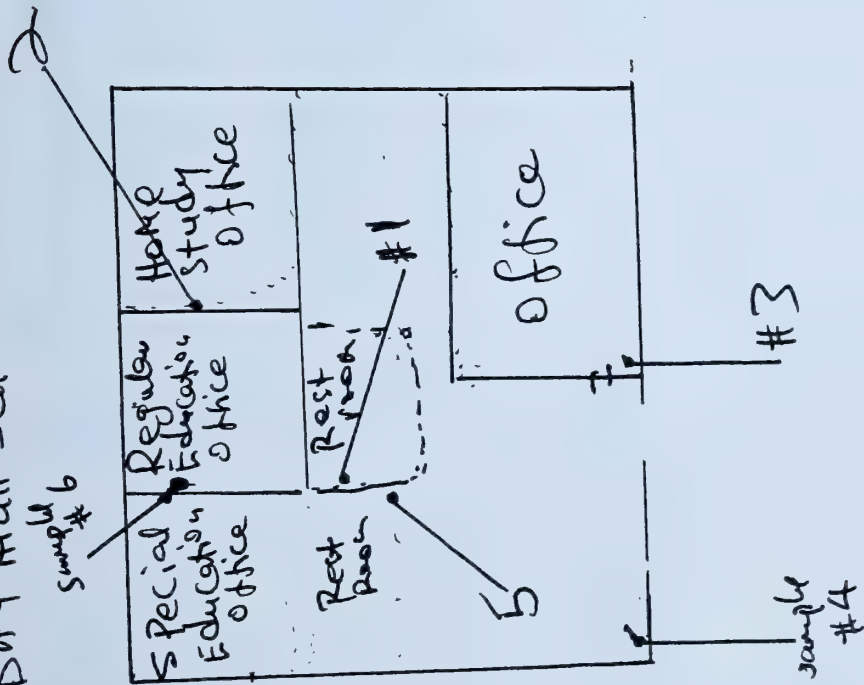 Sample
# 6
2
Special
Education
Office
Regular
Education
Office
Home
Study
Office
Rest
Room
Rest
Room
#1
5
Office
#3
sample
#4